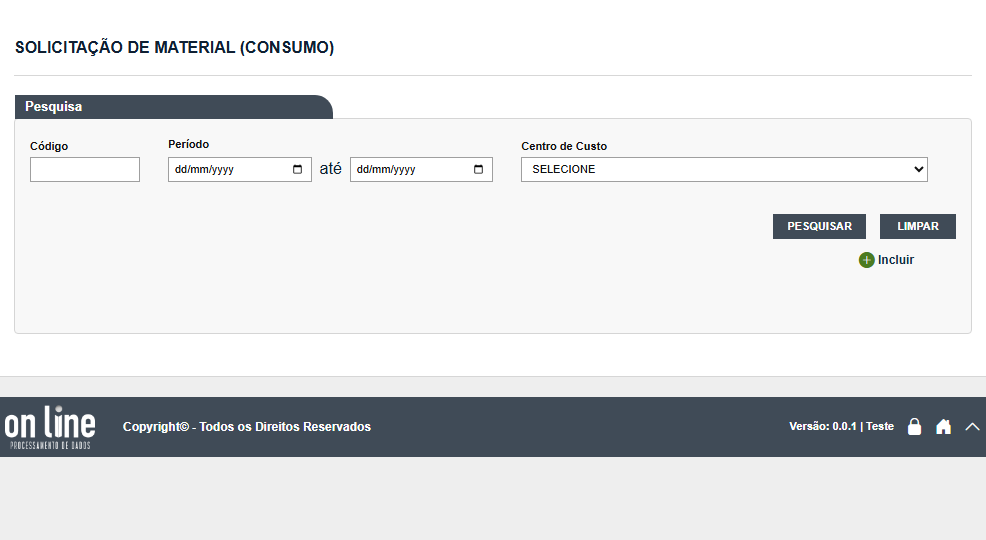 SOLICITAÇÃO DE MATERIAL (CONSUMO)
Pesquisa
Código
Período
Centro de Custo
dd/mm/yyyy até dd/mm/yyyy
SELECIONE
PESQUISAR
LIMPAR
Incluir
on line
PROCESSAMENTO DE DADOS
Copyright© - Todos os Direitos Reservados
Versão: 0.0.1 | Teste